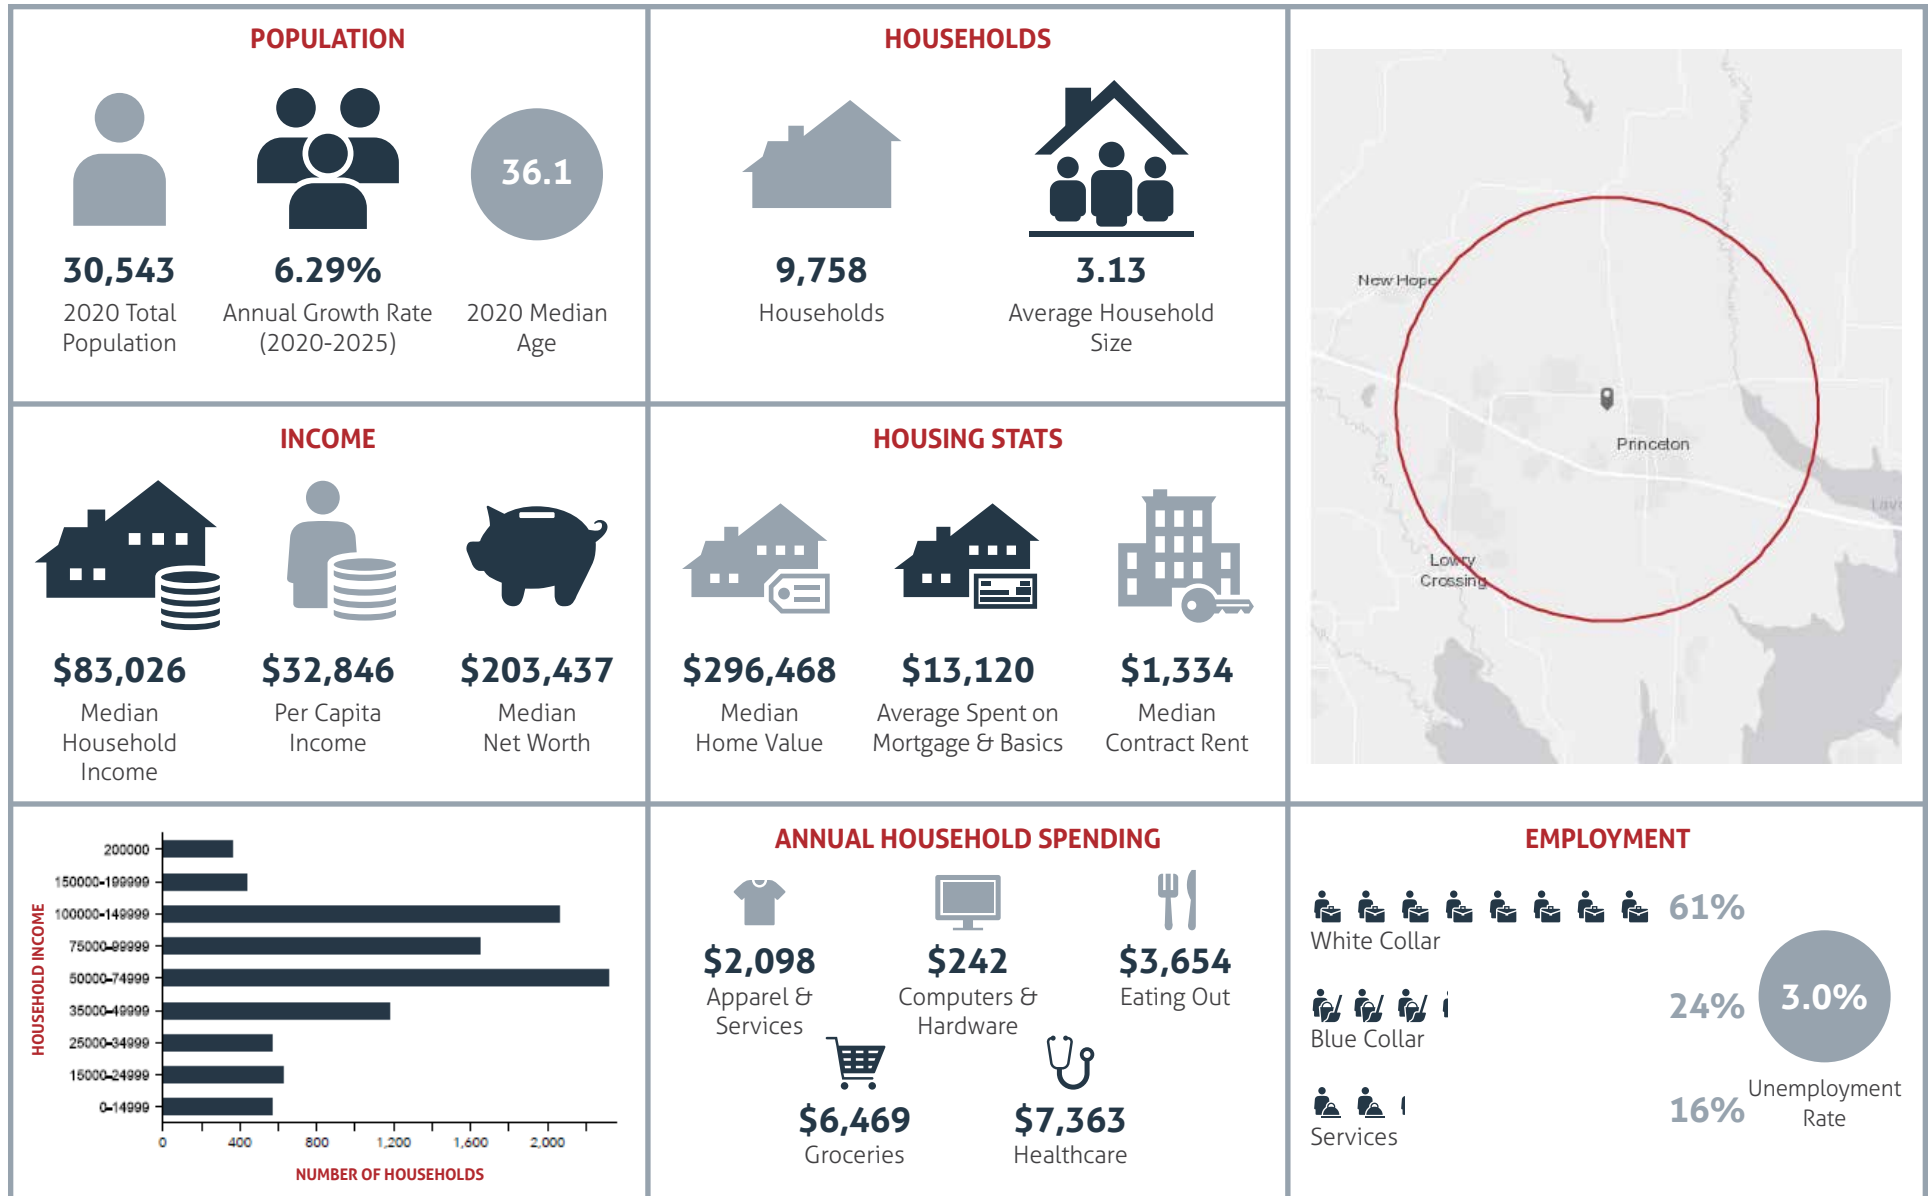 POPULATION
36.1
30,543
6.29%
2020 Total
Population
Annual Growth Rate
(2020-2025)
2020 Median
Age
HOUSEHOLDS
9,758
3.13
Households
Average Household
Size
New Hope
Princeton
Lowry
Crossing
INCOME
$83,026
$32,846
$203,437
Median
Household
Income
Per Capita
Income
Median
Net Worth
HOUSING STATS
$296,468
$13,120
$1,334
Median
Home Value
Average Spent on
Mortgage & Basics
Median
Contract Rent
HOUSEHOLD INCOME
200000
150000-199999
100000-149999
75000-99999
50000-74999
35000-49999
25000-34999
15000-24999
0-14999
0 400 800 1,200 1,600 2,000
NUMBER OF HOUSEHOLDS
ANNUAL HOUSEHOLD SPENDING
$2,098
$242
$3,654
Apparel &
Services
Computers &
Hardware
Eating Out
$6,469
$7,363
Groceries
Healthcare
EMPLOYMENT
61%
White Collar
24%
Blue Collar
16%
Services
3.0%
Unemployment
Rate